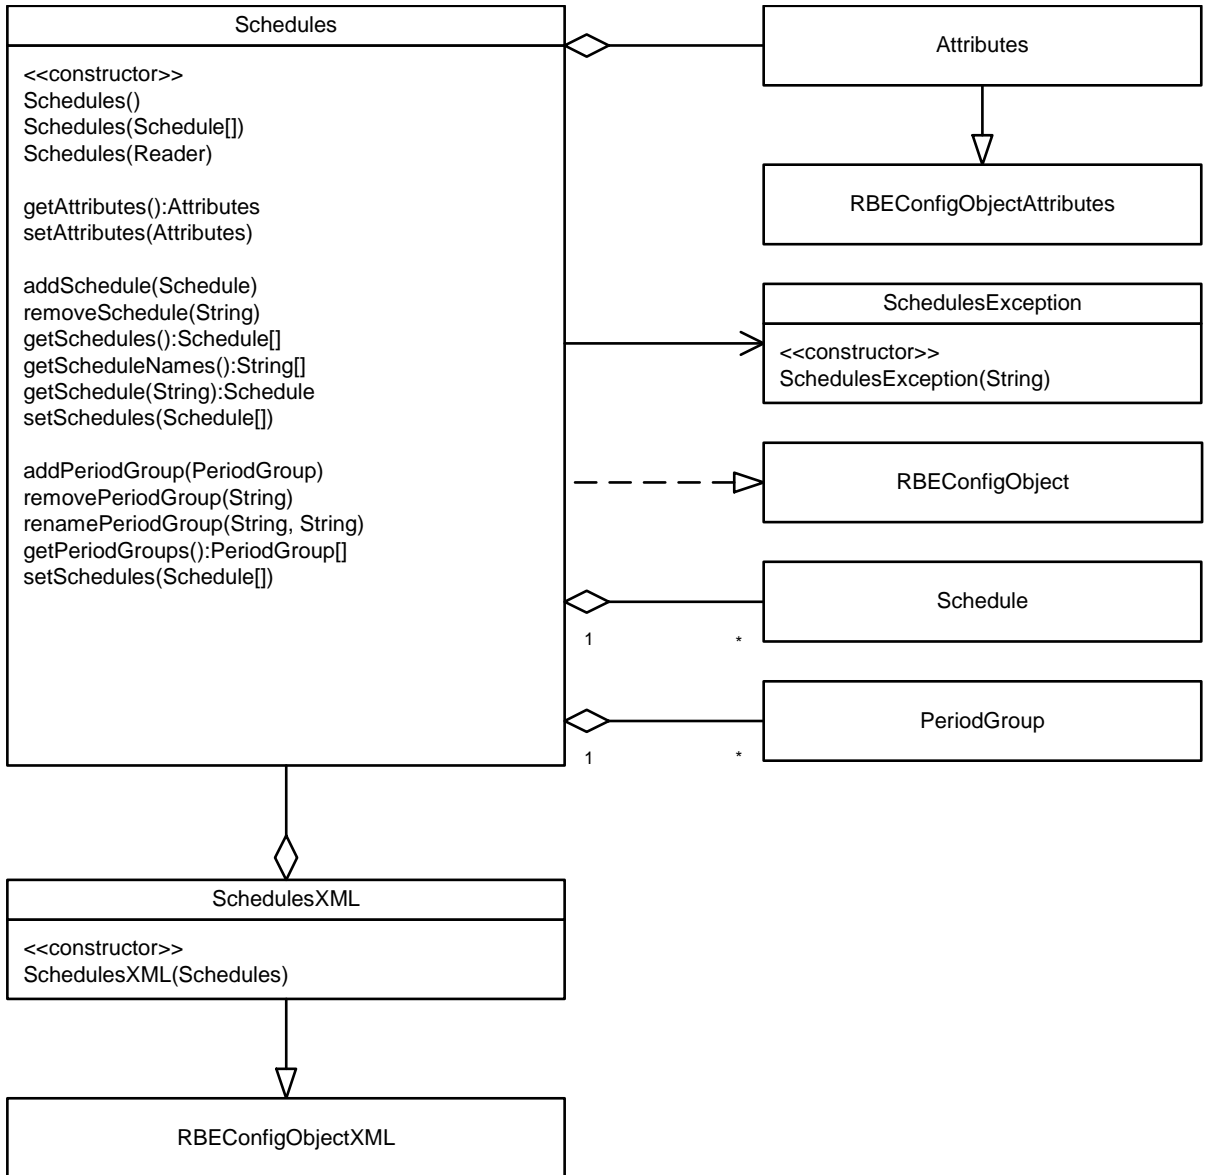 Schedules
<<constructor>>
Schedules()
Schedules(Schedule[])
Schedules(Reader)
getAttributes():Attributes
setAttributes(Attributes)
addSchedule(Schedule)
removeSchedule(String)
getSchedules():Schedule[]
getScheduleNames():String[]
getSchedule(String):Schedule
setSchedules(Schedule[])
addPeriodGroup(PeriodGroup)
removePeriodGroup(String)
renamePeriodGroup(String, String)
getPeriodGroups():PeriodGroup[]
setSchedules(Schedule[])
Attributes
RBEConfigObjectAttributes
SchedulesException
<<constructor>>
SchedulesException(String)
RBEConfigObject
Schedule
1 *
PeriodGroup
1 *
SchedulesXML
<<constructor>>
SchedulesXML(Schedules)
RBEConfigObjectXML